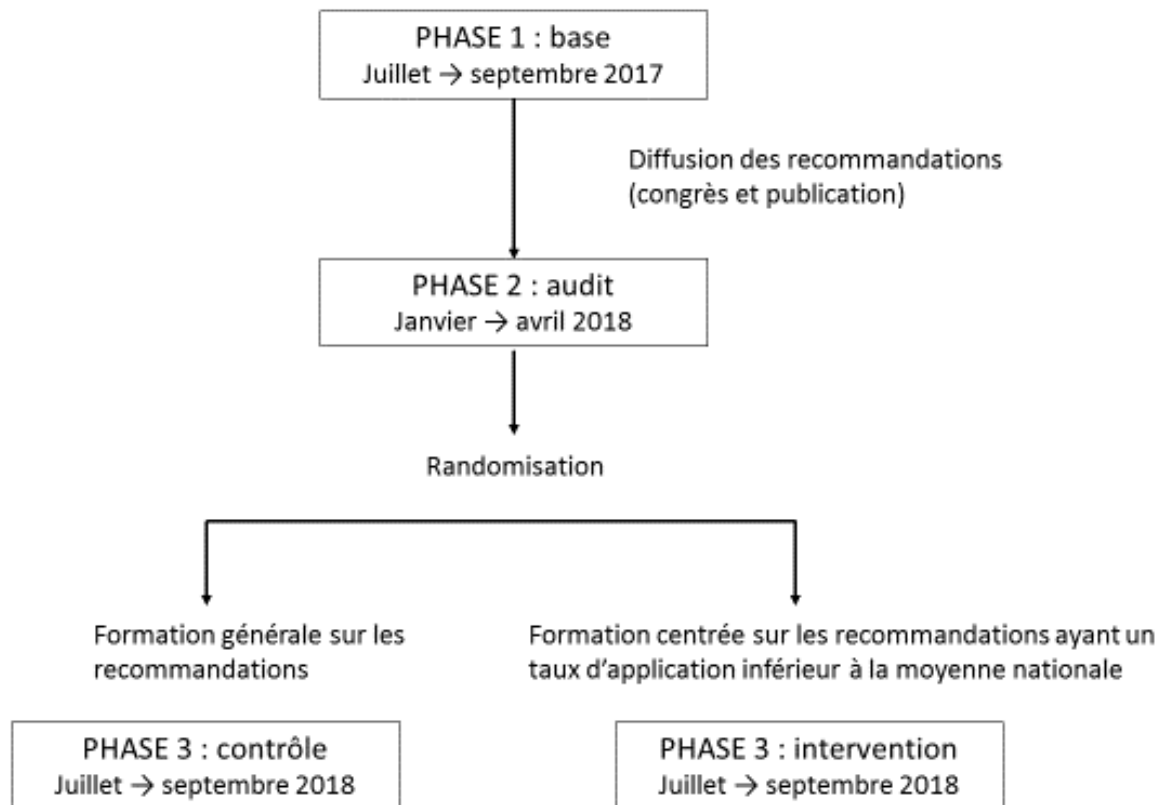 PHASE 1 : base
Juillet → septembre 2017
Diffusion des recommandations
(congrès et publication)
PHASE 2 : audit
Janvier → avril 2018
Randomisation
Formation générale sur les
recommandations
Formation centrée sur les recommandations ayant un
taux d’application inférieur à la moyenne nationale
PHASE 3 : contrôle
Juillet → septembre 2018
PHASE 3 : intervention
Juillet → septembre 2018